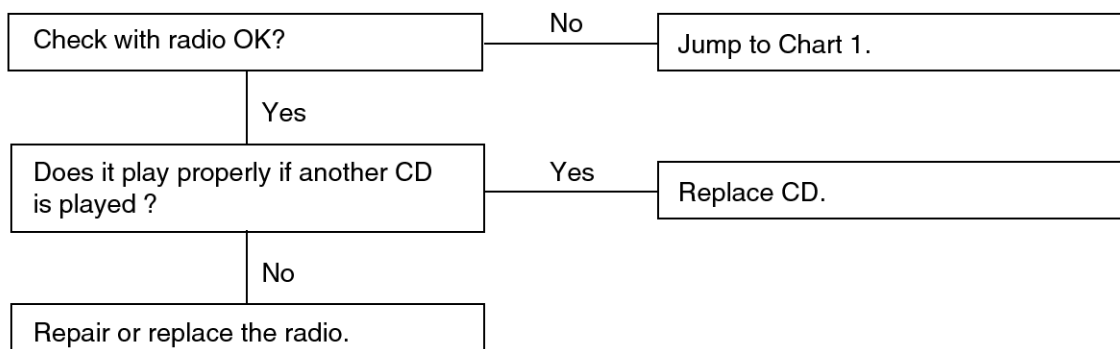 Check with radio OK?
No
Jump to Chart 1.
Yes
Does it play properly if another CD
is played ?
Yes
Replace CD.
No
Repair or replace the radio.